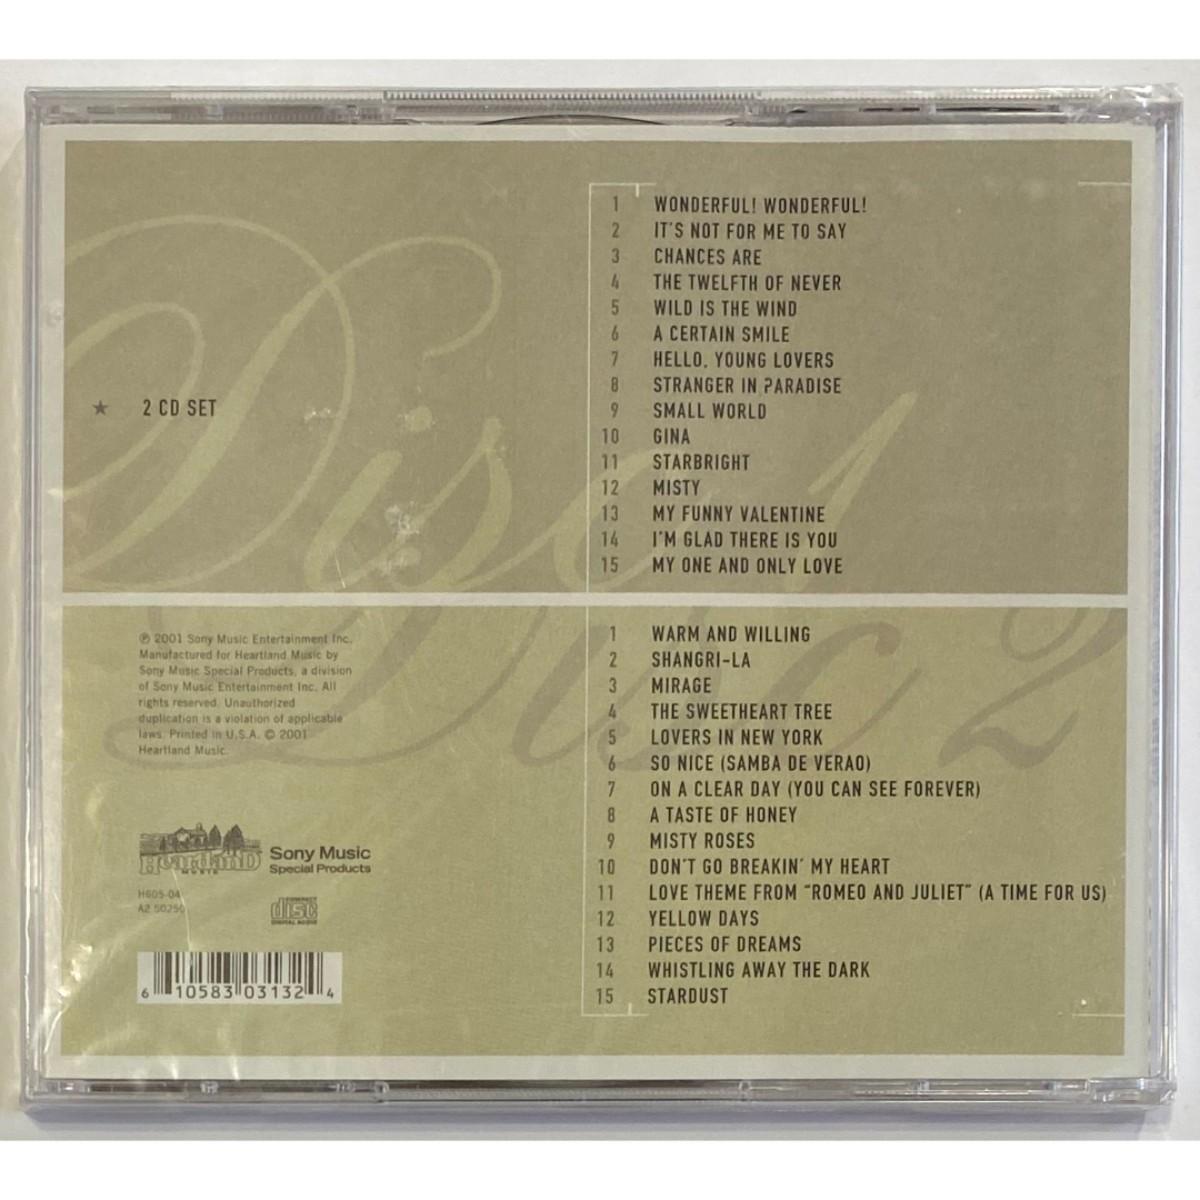 Disc 1
★ 2 CD SET
1 WONDERFUL! WONDERFUL!
2 IT'S NOT FOR ME TO SAY
3 CHANCES ARE
4 THE TWELFTH OF NEVER
5 WILD IS THE WIND
6 A CERTAIN SMILE
7 HELLO, YOUNG LOVERS
8 STRANGER IN PARADISE
9 SMALL WORLD
10 GINA
11 STARBRIGHT
12 MISTY
13 MY FUNNY VALENTINE
14 I'M GLAD THERE IS YOU
15 MY ONE AND ONLY LOVE
Disc 2
1 WARM AND WILLING
2 SHANGRI-LA
3 MIRAGE
4 THE SWEETHEART TREE
5 LOVERS IN NEW YORK
6 SO NICE (SAMBA DE VERAO)
7 ON A CLEAR DAY (YOU CAN SEE FOREVER)
8 A TASTE OF HONEY
9 MISTY ROSES
10 DON'T GO BREAKIN' MY HEART
11 LOVE THEME FROM "ROMEO AND JULIET" (A TIME FOR US)
12 YELLOW DAYS
13 PIECES OF DREAMS
14 WHISTLING AWAY THE DARK
15 STARDUST
℗ 2001 Sony Music Entertainment Inc.
Manufactured for Heartland Music by
Sony Music Special Products, a division
of Sony Music Entertainment Inc. All
rights reserved. Unauthorized
duplication is a violation of applicable
laws. Printed in U.S.A. © 2001
Heartland Music.
HEARTLAND
MUSIC
Sony Music
Special Products
H605-04
A2 50250
COMPACT
disc
DIGITAL AUDIO
6 10583 03132 4